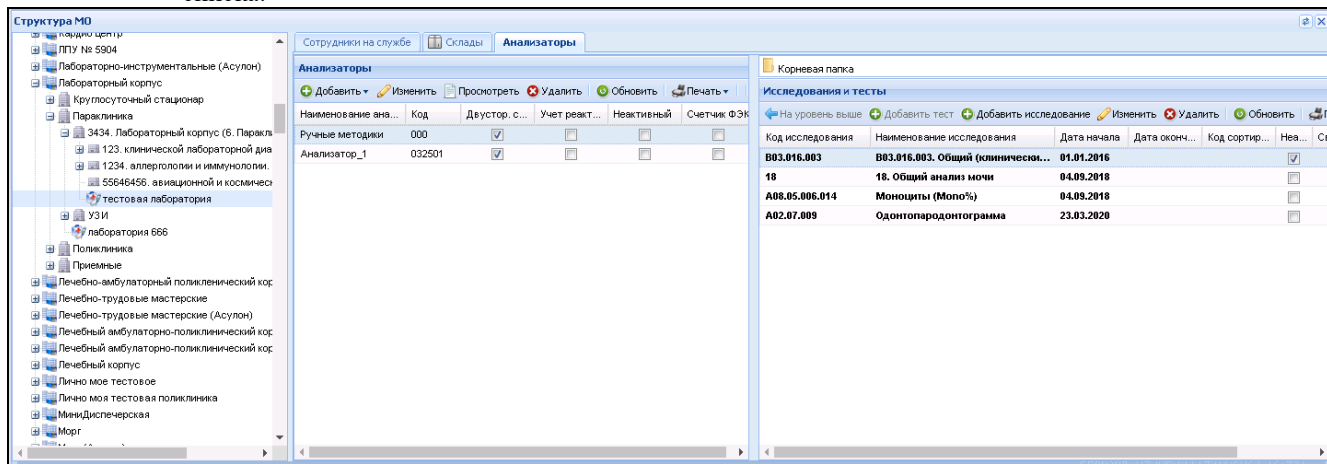 Структура МО
Кардио центр
ЛПУ № 5904
Лабораторно-инструментальные (Асулон)
Лабораторный корпус
Круглосуточный стационар
Параклиника
3434. Лабораторный корпус (6. Паракл
123. клинической лабораторной диа
1234. аллергологии и иммунологии.
55646456. авиационной и космичес
тестовая лаборатория
УЗИ
лаборатория 666
Поликлиника
Приемные
Лечебно-амбулаторный поликленический кор
Лечебно-трудовые мастерские
Лечебно-трудовые мастерские (Асулон)
Лечебный амбулаторно-поликлинический кор
Лечебный амбулаторно-поликлинический кор
Лечебный корпус
Лично мое тестовое
Лично моя тестовая поликлиника
МиниДиспечерская
Морг
Сотрудники на службе Склады Анализаторы
Анализаторы
Добавить Изменить Просмотреть Удалить Обновить Печать
Наименование ана... Код Двустор. с... Учет реакт... Неактивный Счетчик ФЭК
Ручные методики 000
Анализатор_1 032501
Корневая папка
Исследования и тесты
На уровень выше Добавить тест Добавить исследование Изменить Удалить Обновить
Код исследования Наименование исследования Дата начала Дата оконч... Код сортир... Неа...
B03.016.003 B03.016.003. Общий (клинически... 01.01.2016
18 18. Общий анализ мочи 04.09.2018
A08.05.006.014 Моноциты (Mono%) 04.09.2018
A02.07.009 Одонтопародонтограмма 23.03.2020